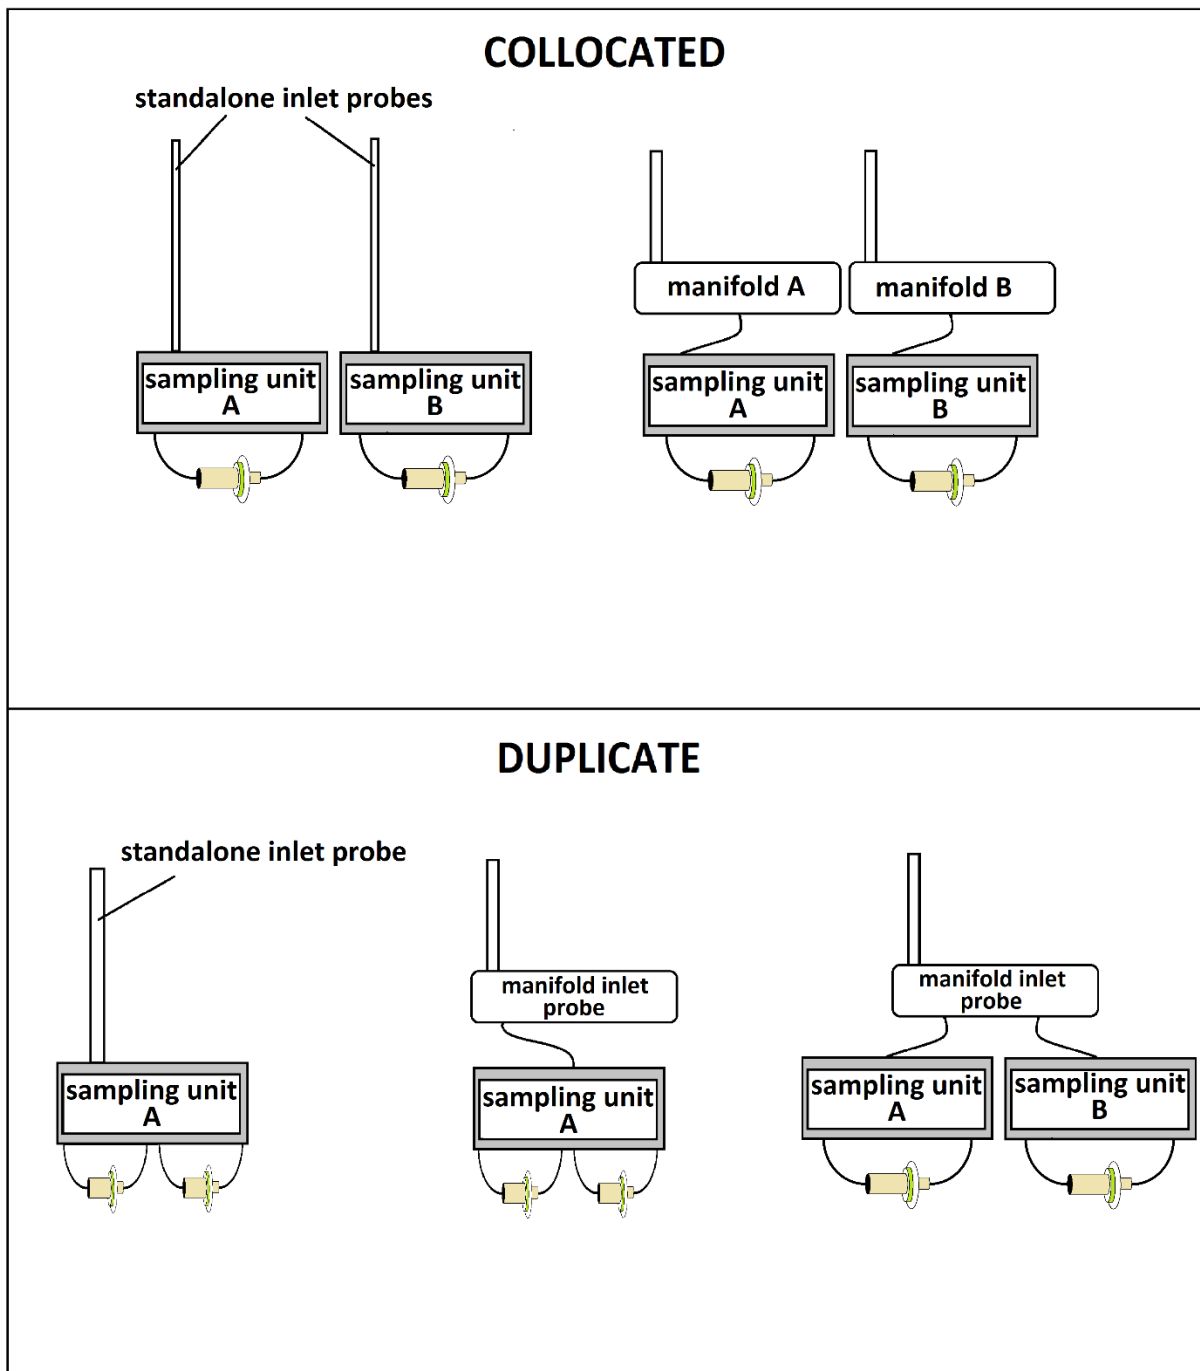 COLLOCATED
standalone inlet probes
manifold A
manifold B
sampling unit
A
sampling unit
B
sampling unit
A
sampling unit
B
DUPLICATE
standalone inlet probe
manifold inlet
probe
manifold inlet
probe
sampling unit
A
sampling unit
A
sampling unit
A
sampling unit
B